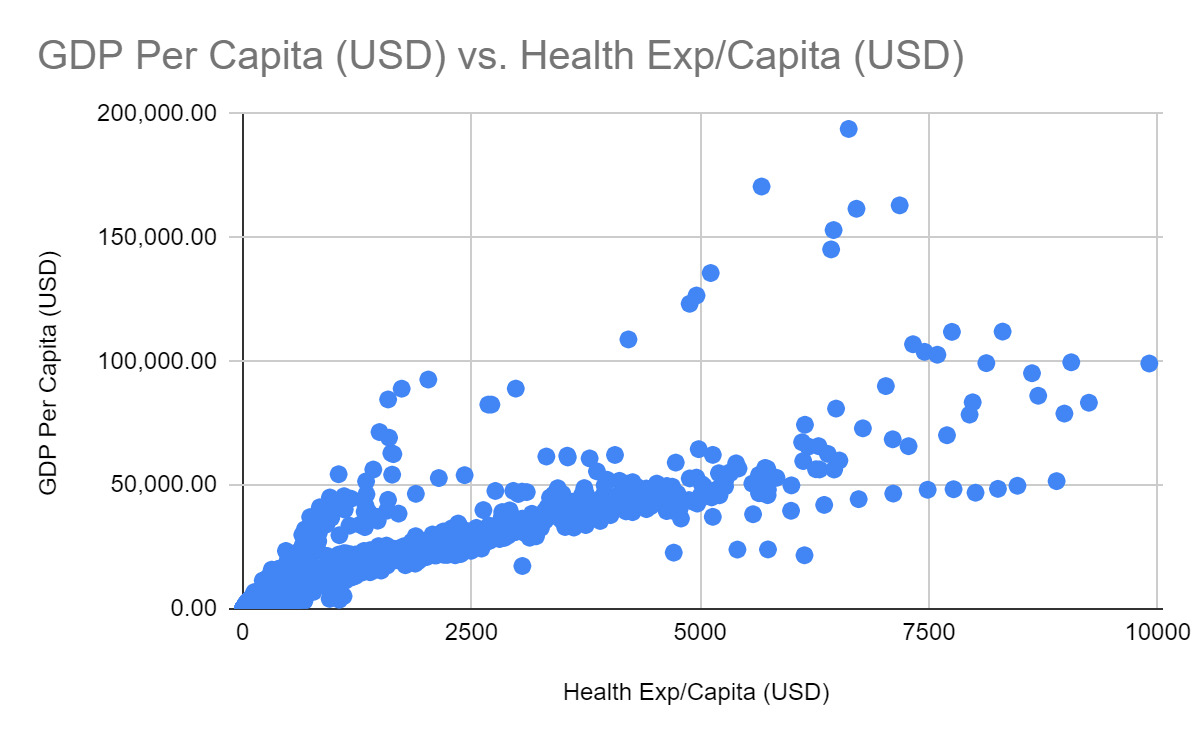 GDP Per Capita (USD) vs. Health Exp/Capita (USD)
200,000.00
150,000.00
100,000.00
50,000.00
0.00
GDP Per Capita (USD)
0 2500 5000 7500 10000
Health Exp/Capita (USD)